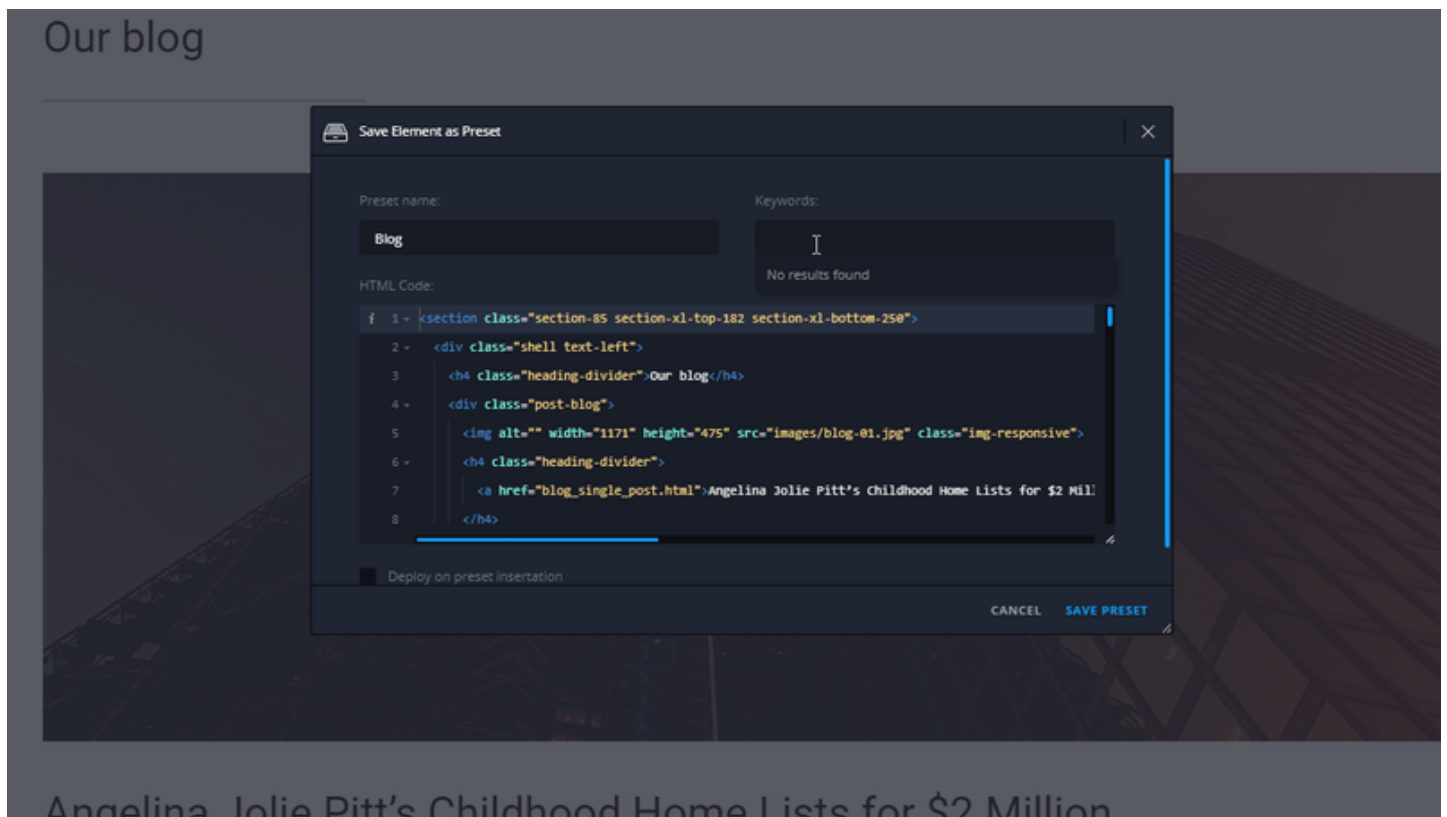 Our blog
Save Element as Preset
Preset name:
Keywords:
Blog
No results found
HTML Code:
i 1 <section class="section-85 section-xl-top-182 section-xl-bottom-250">
2 <div class="shell text-left">
3 <h4 class="heading-divider">Our blog</h4>
4 <div class="post-blog">
5 <img alt="" width="1171" height="475" src="images/blog-01.jpg" class="img-responsive">
6 <h4 class="heading-divider">
7 <a href="blog_single_post.html">Angelina Jolie Pitt’s Childhood Home Lists for $2 Mill
8 </h4>
Deploy on preset insertation
CANCEL SAVE PRESET
Angelina Jolie Pitt’s Childhood Home Lists for $2 Million